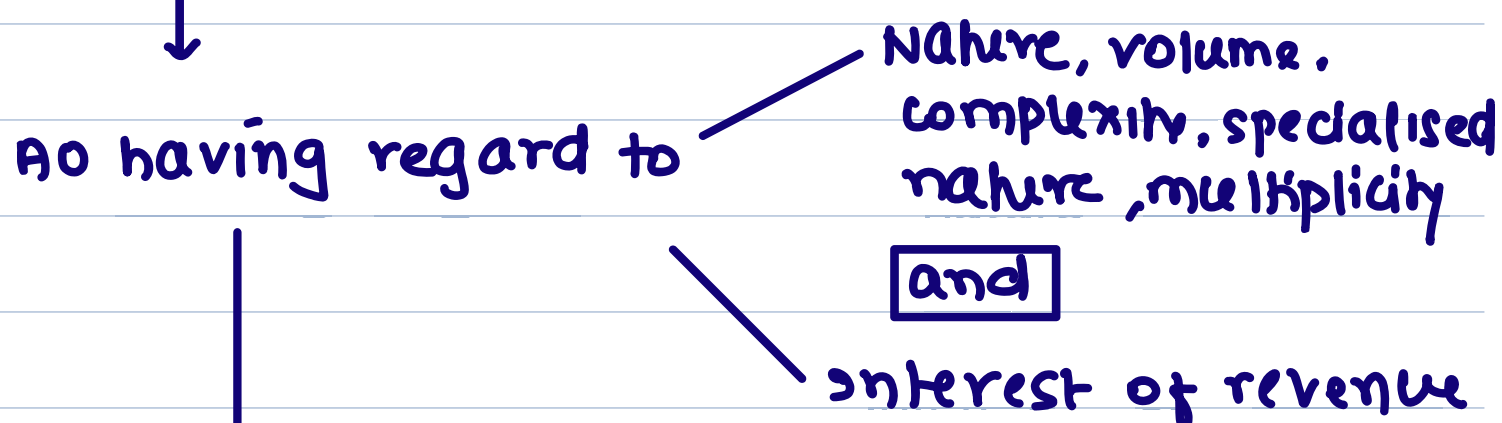 Nature, volume.
AO having regard to
complexity, specialised
nature, multiplicity
and
Interest of revenue